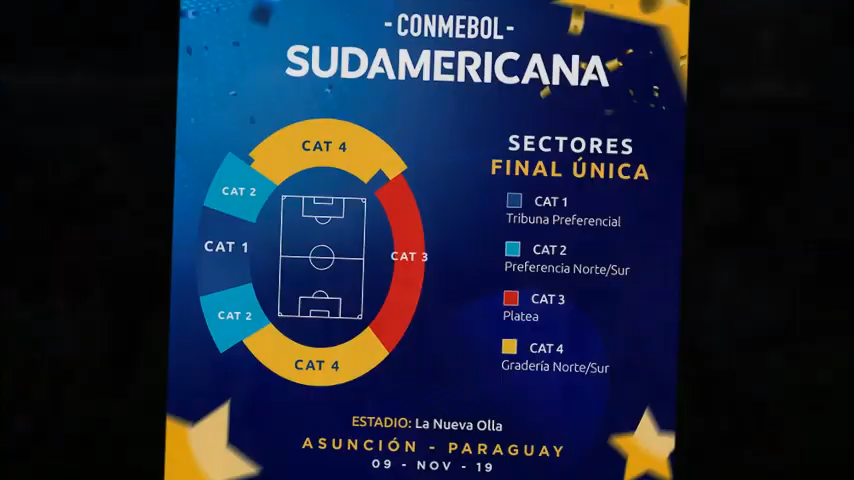 - CONMEBOL -
SUDAMERICANA
CAT 4
CAT 2
CAT 1
CAT 3
CAT 2
CAT 4
SECTORES
FINAL ÚNICA
CAT 1
Tribuna Preferencial
CAT 2
Preferencia Norte/Sur
CAT 3
Platea
CAT 4
Gradería Norte/Sur
ESTADIO: La Nueva Olla
ASUNCIÓN - PARAGUAY
09 - NOV - 19